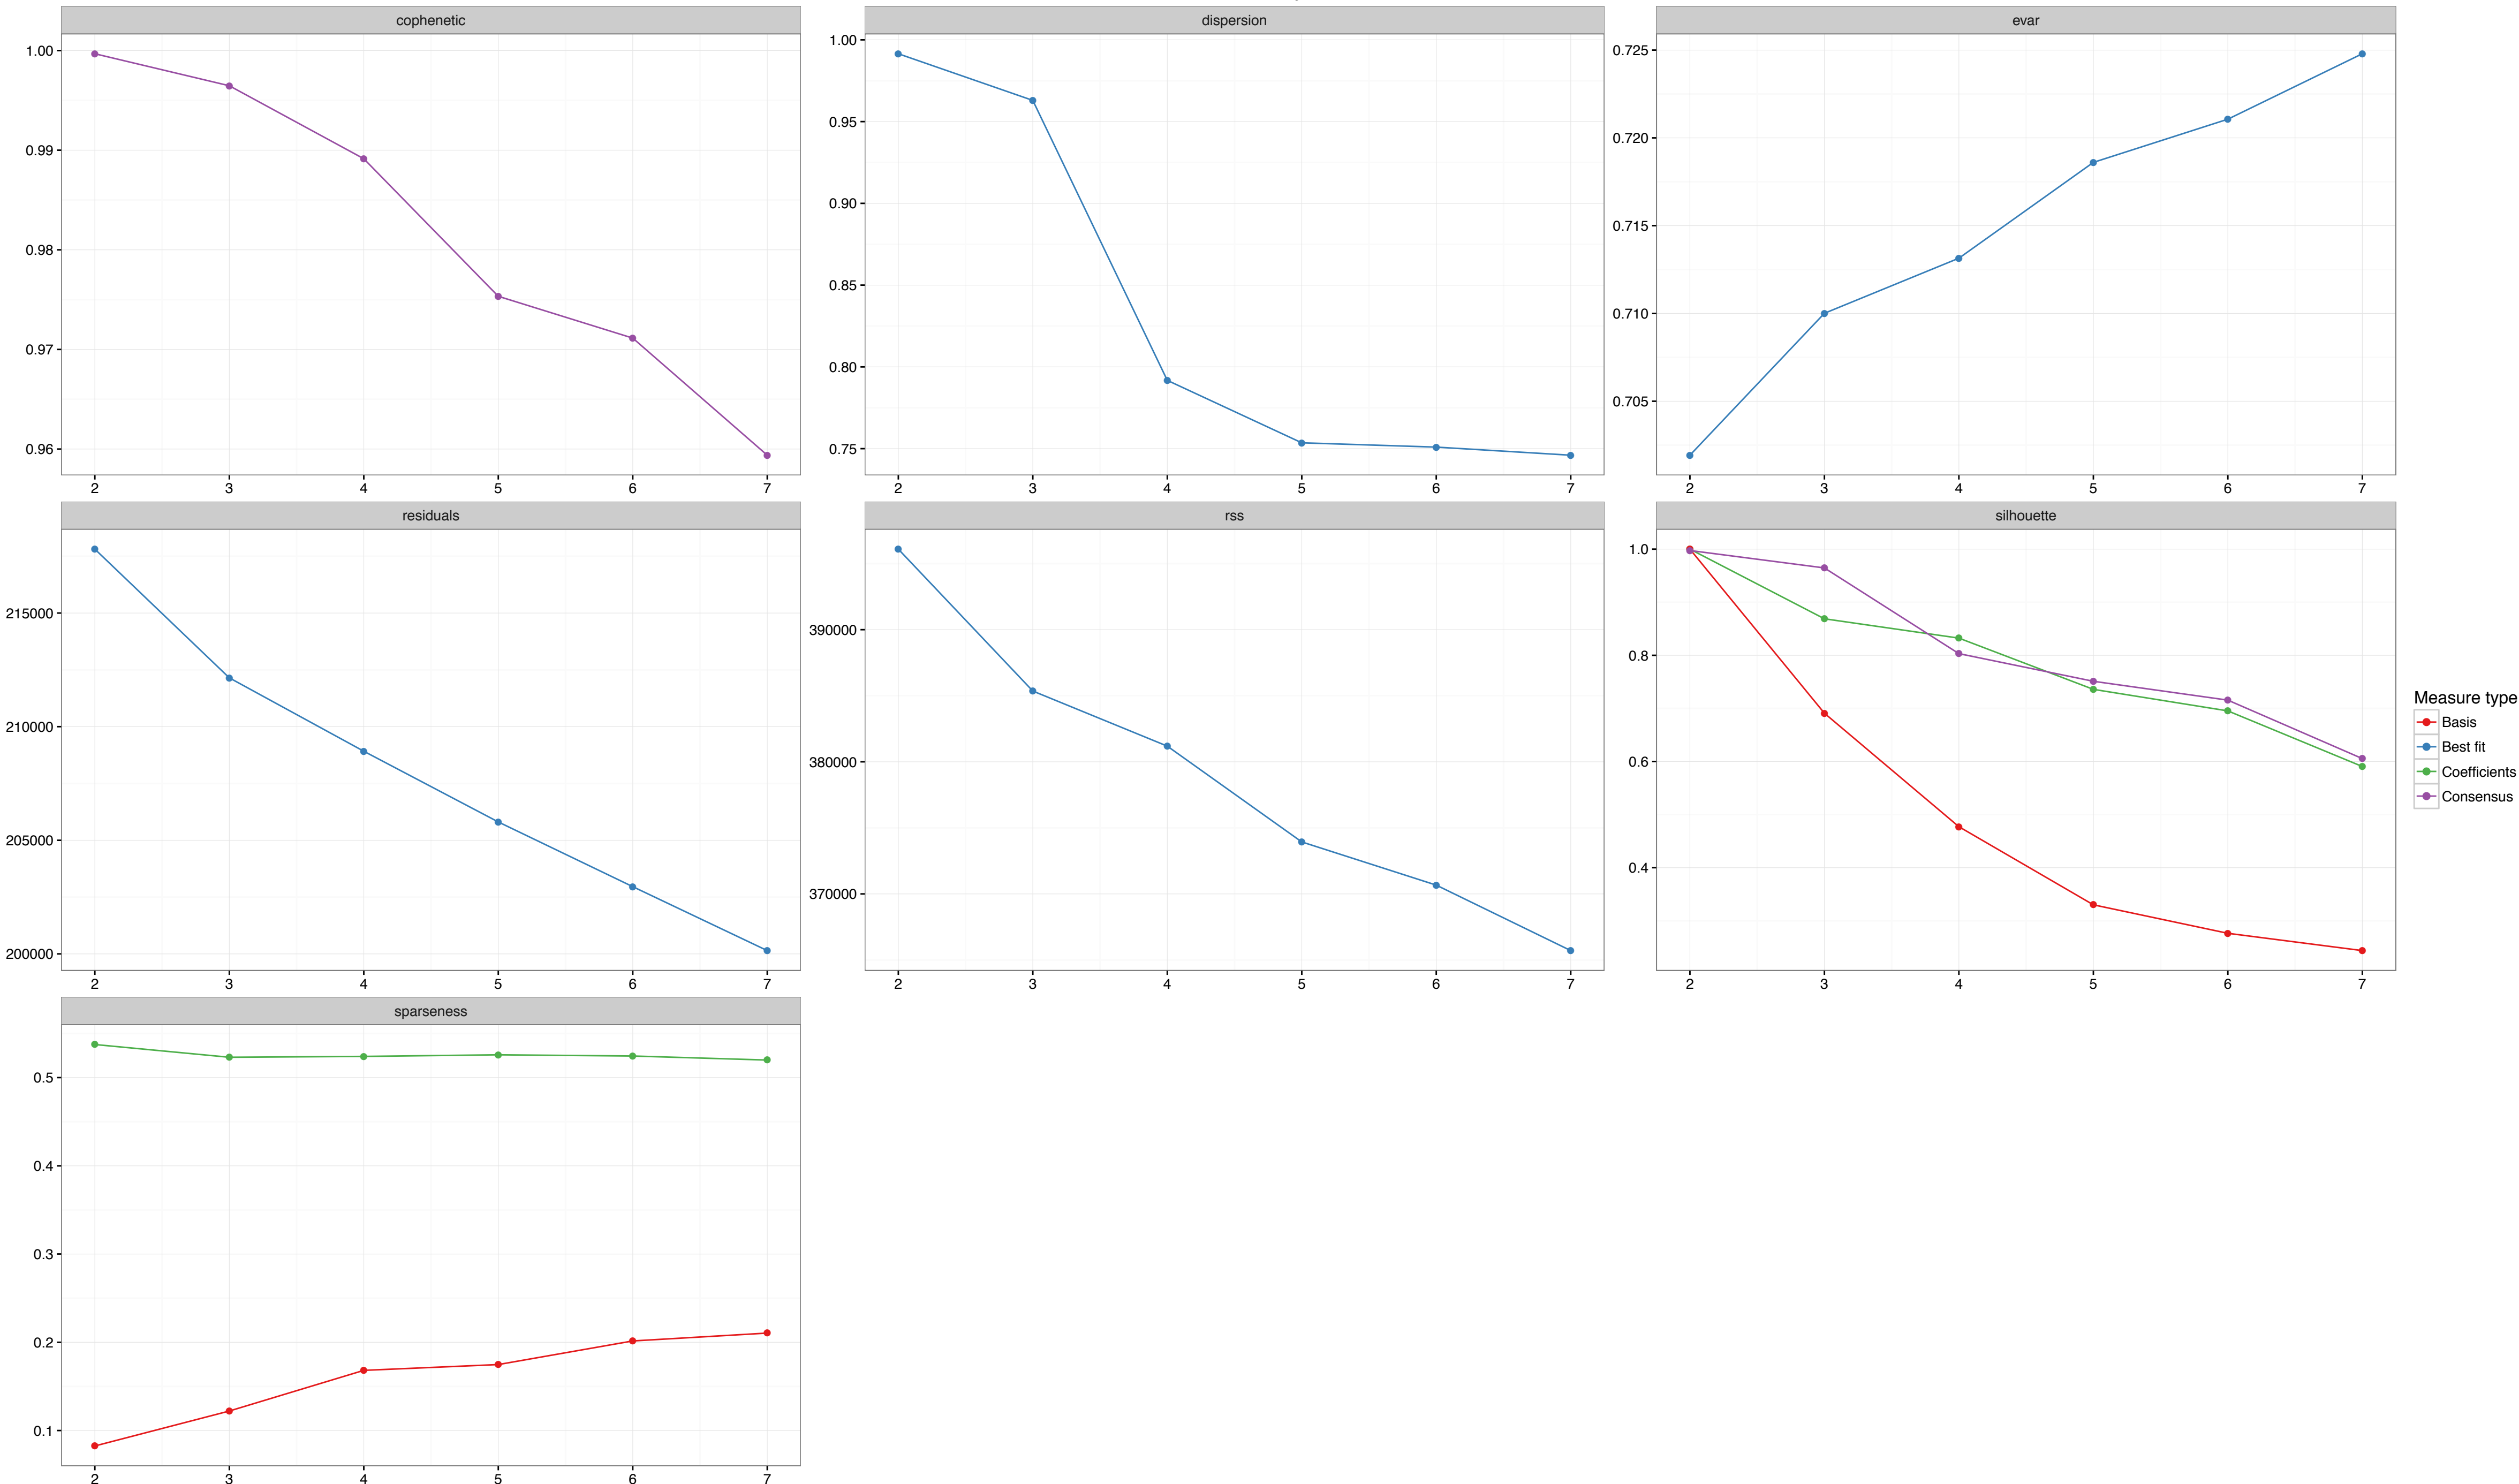 cophenetic
1.00
0.99
0.98
0.97
0.96
2 3 4 5 6 7
dispersion
1.00
0.95
0.90
0.85
0.80
0.75
2 3 4 5 6 7
evar
0.725
0.720
0.715
0.710
0.705
2 3 4 5 6 7
residuals
215000
210000
205000
200000
2 3 4 5 6 7
rss
390000
380000
370000
2 3 4 5 6 7
silhouette
1.0
0.8
0.6
0.4
2 3 4 5 6 7
Measure type
Basis
Best fit
Coefficients
Consensus
sparseness
0.5
0.4
0.3
0.2
0.1
2 3 4 5 6 7